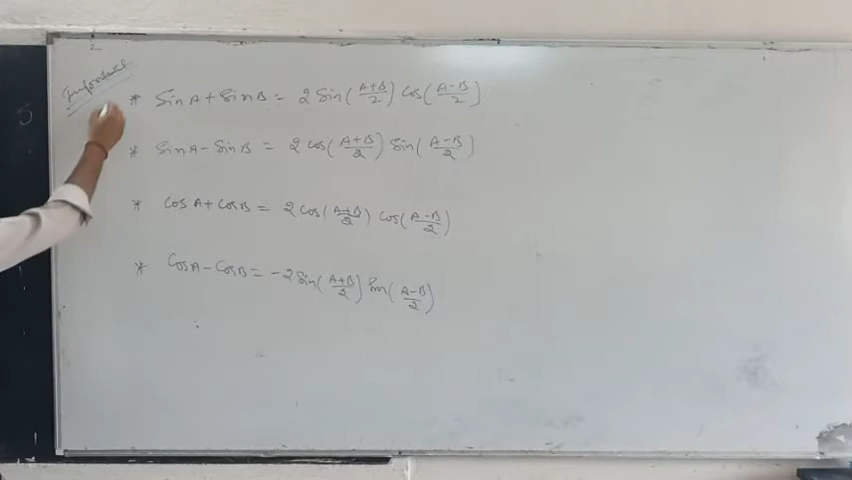 Important
* Sin A + Sin B = 2 Sin(A+B/2) Cos(A-B/2)
* Sin A - Sin B = 2 Cos(A+B/2) Sin(A-B/2)
* Cos A + Cos B = 2 Cos(A+B/2) Cos(A-B/2)
* Cos A - Cos B = -2 Sin(A+B/2) Sin(A-B/2)